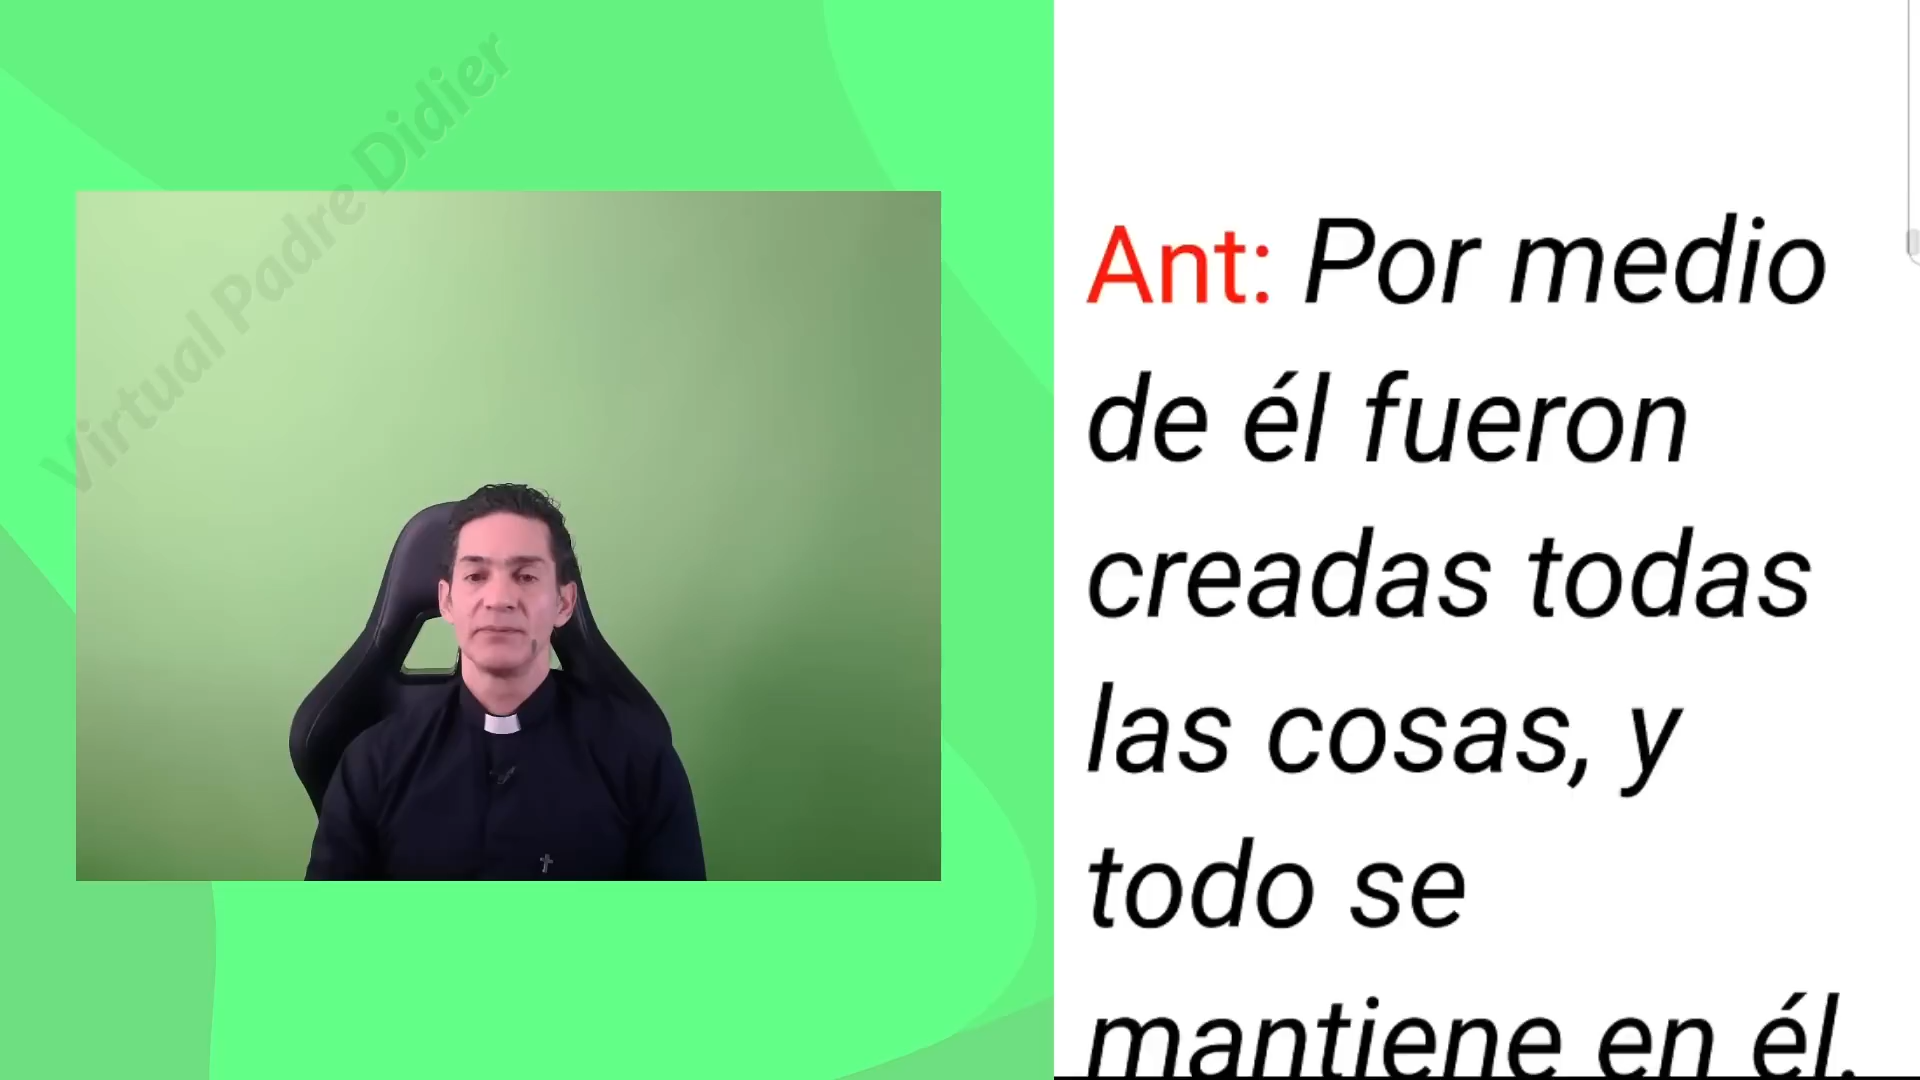 Virtual Padre Didier
Ant: Por medio
de él fueron
creadas todas
las cosas, y
todo se
mantiene en él.